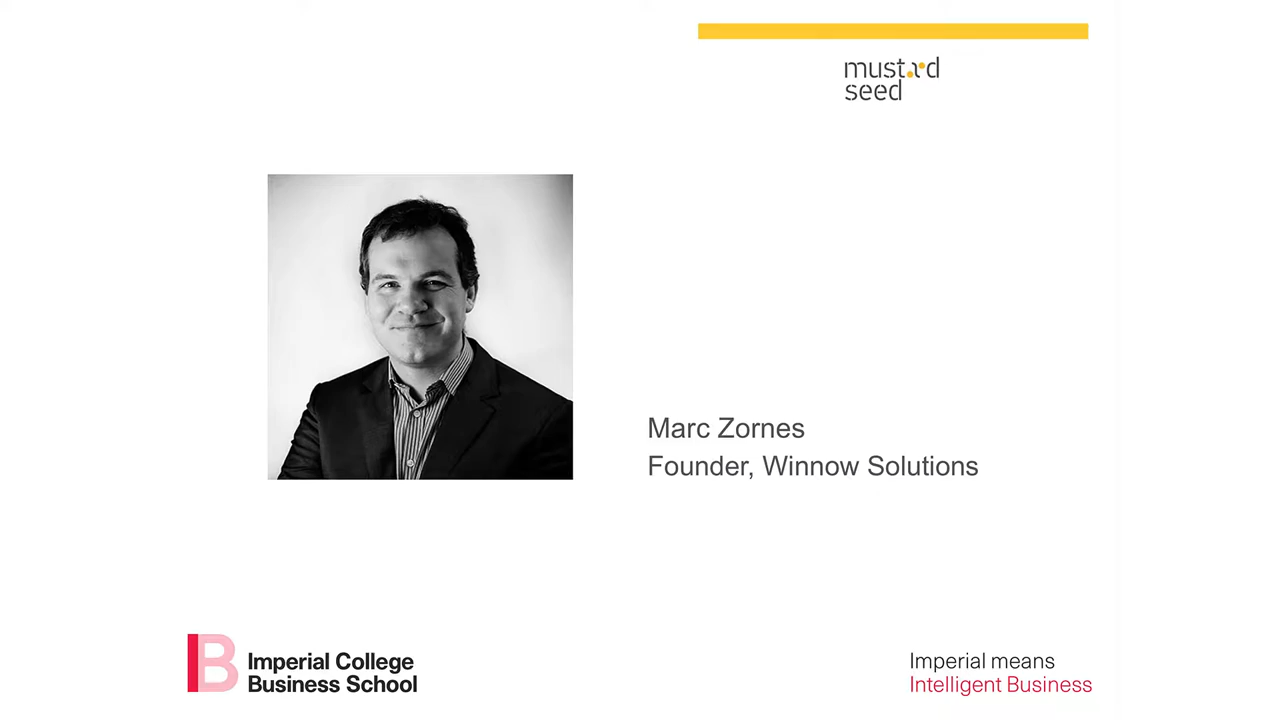 mustard
seed
Marc Zornes
Founder, Winnow Solutions
B Imperial College
Business School
Imperial means
Intelligent Business